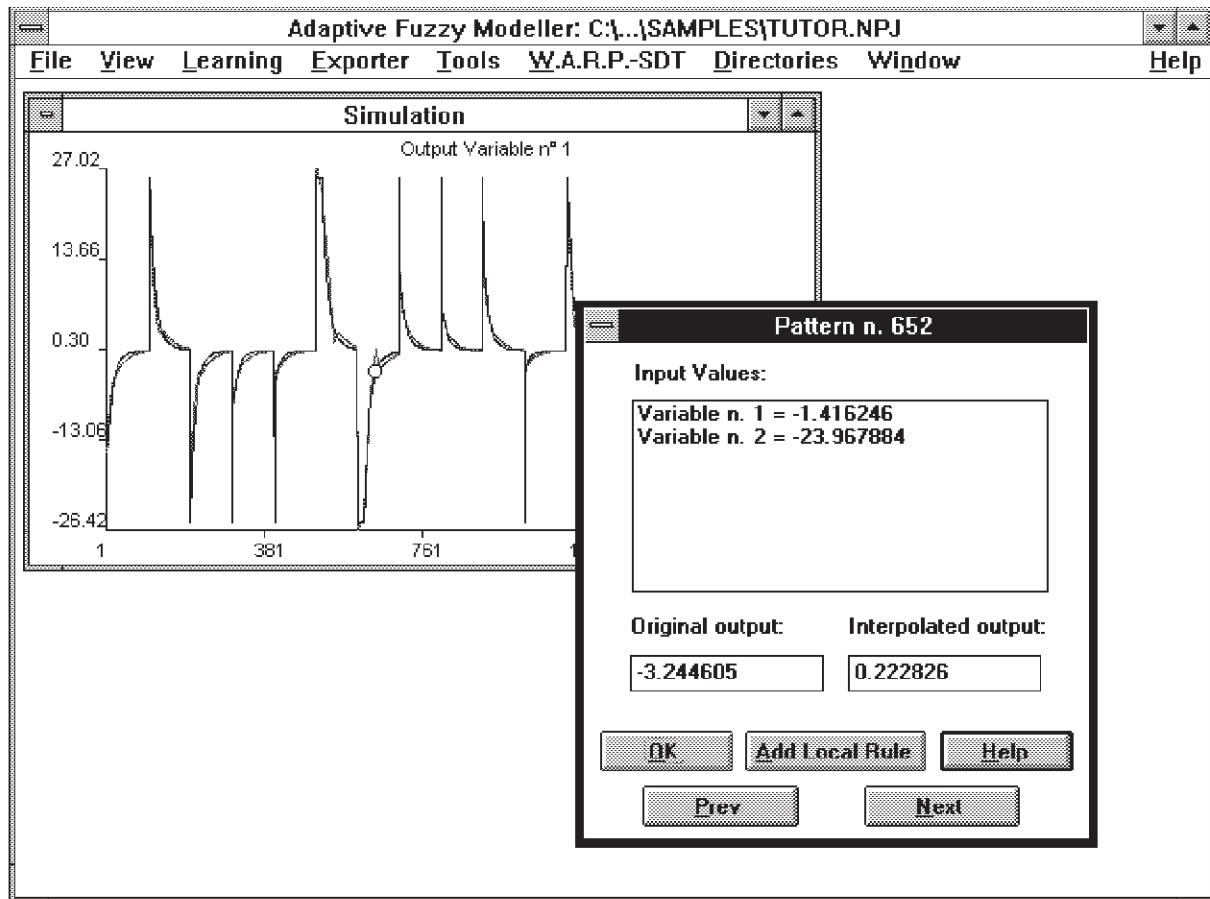 Adaptive Fuzzy Modeller: C:\...\SAMPLES\TUTOR.NPJ
File View Learning Exporter Tools W.A.R.P.-SDT Directories Window Help
Simulation
Output Variable nº 1
27.02
13.66
0.30
-13.06
-26.42
1 381 761 1
Pattern n. 652
Input Values:
Variable n. 1 = -1.416246
Variable n. 2 = -23.967884
Original output: Interpolated output:
-3.244605 0.222826
OK Add Local Rule Help
Prev Next